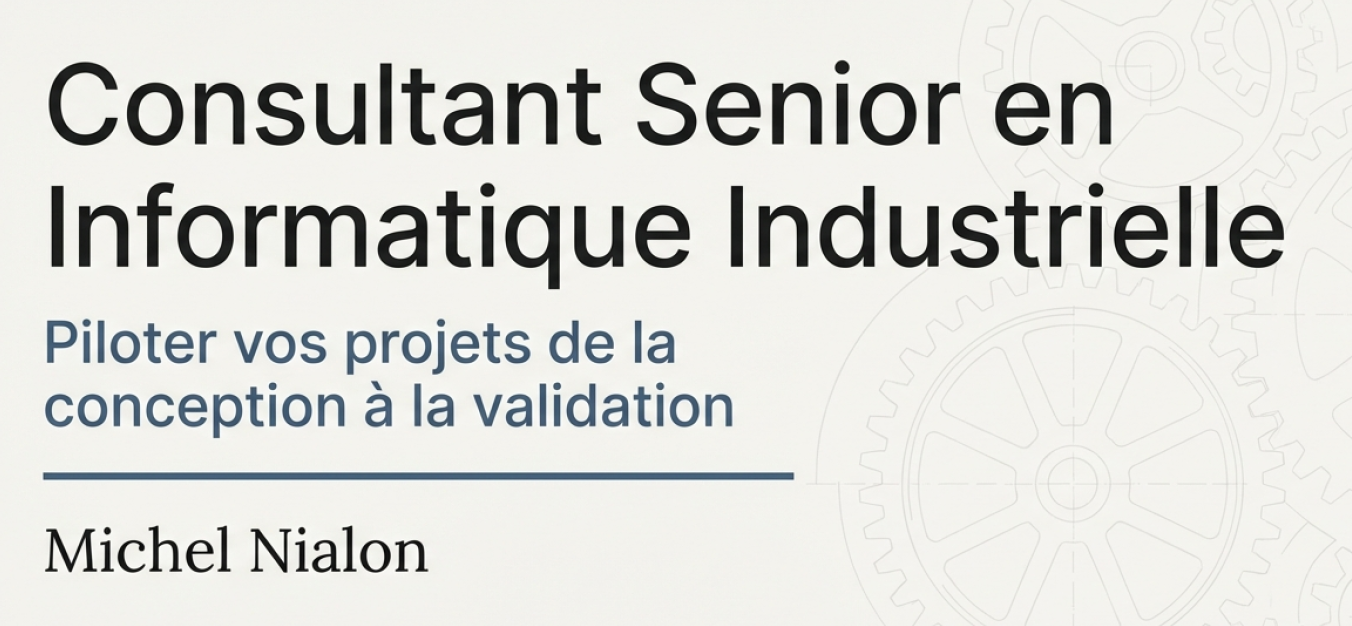 Consultant Senior en
Informatique Industrielle
Piloter vos projets de la
conception à la validation
Michel Nialon